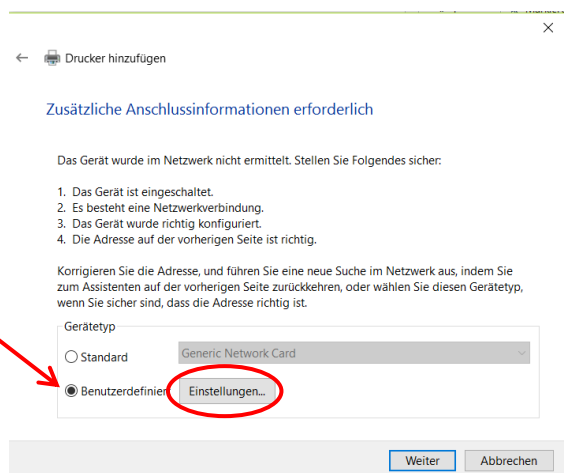 Drucker hinzufügen
Zusätzliche Anschlussinformationen erforderlich
Das Gerät wurde im Netzwerk nicht ermittelt. Stellen Sie Folgendes sicher:
1. Das Gerät ist eingeschaltet.
2. Es besteht eine Netzwerkverbindung.
3. Das Gerät wurde richtig konfiguriert.
4. Die Adresse auf der vorherigen Seite ist richtig.
Korrigieren Sie die Adresse, und führen Sie eine neue Suche im Netzwerk aus, indem Sie
zum Assistenten auf der vorherigen Seite zurückkehren, oder wählen Sie diesen Gerätetyp,
wenn Sie sicher sind, dass die Adresse richtig ist.
Gerätetyp
Standard Generic Network Card
Benutzerdefinier Einstellungen...
Weiter Abbrechen